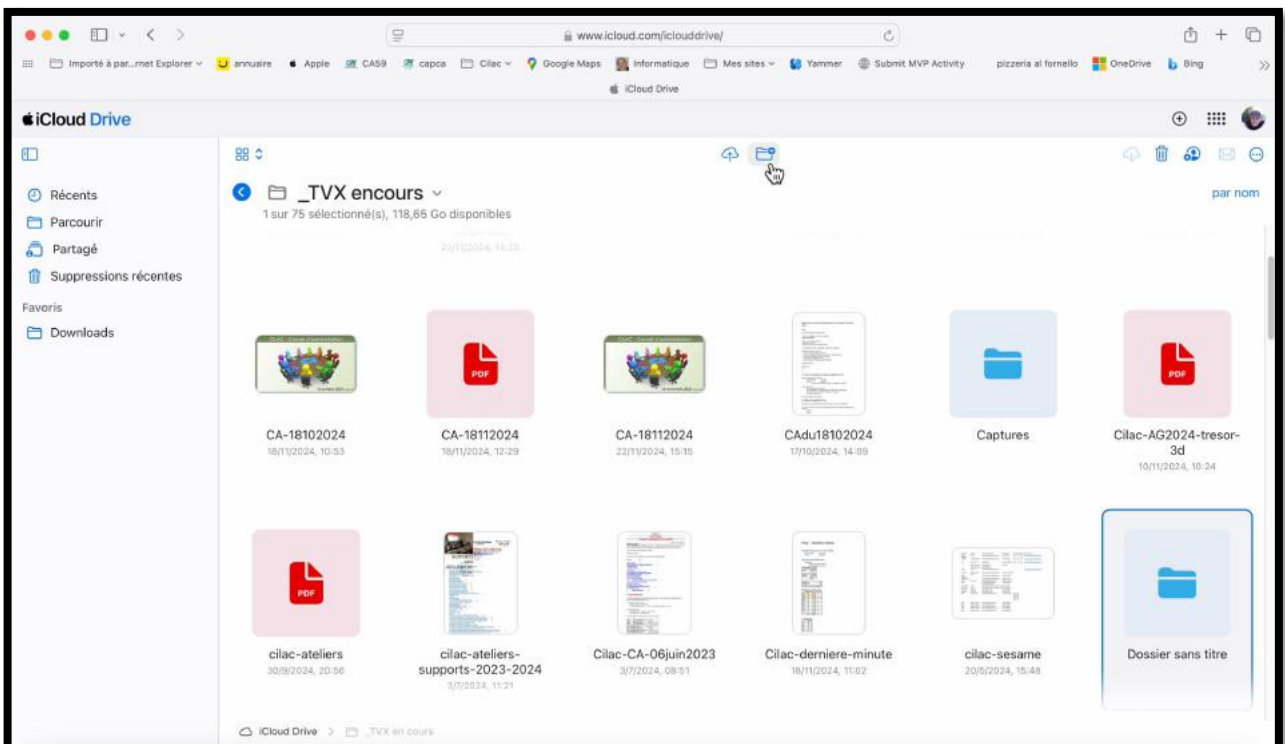 www.icloud.com/iclouddrive/
Importé à par...rnet Explorer
annuaire
Apple
CA59
capca
Cilac
Google Maps
Informatique
Mes sites
Yammer
Submit MVP Activity
pizzeria al fornello
OneDrive
Bing
iCloud Drive
iCloud Drive
Récents
Parcourir
Partagé
Suppressions récentes
Favoris
Downloads
_TVX encours
1 sur 75 sélectionné(s), 118,65 Go disponibles
par nom
PDF
PDF
CA-18102024
CA-18112024
CA-18112024
CAdu18102024
Captures
Cilac-AG2024-tresor-
3d
18/11/2024, 10:53
18/11/2024, 12:29
22/11/2024, 15:15
17/10/2024, 14:09
10/11/2024, 10:24
PDF
cilac-ateliers
cilac-ateliers-
supports-2023-2024
Cilac-CA-06juin2023
Cilac-derniere-minute
cilac-sesame
Dossier sans titre
30/9/2024, 20:56
3/7/2024, 11:21
3/7/2024, 08:51
18/11/2024, 11:02
20/5/2024, 15:48
iCloud Drive
_TVX en cours